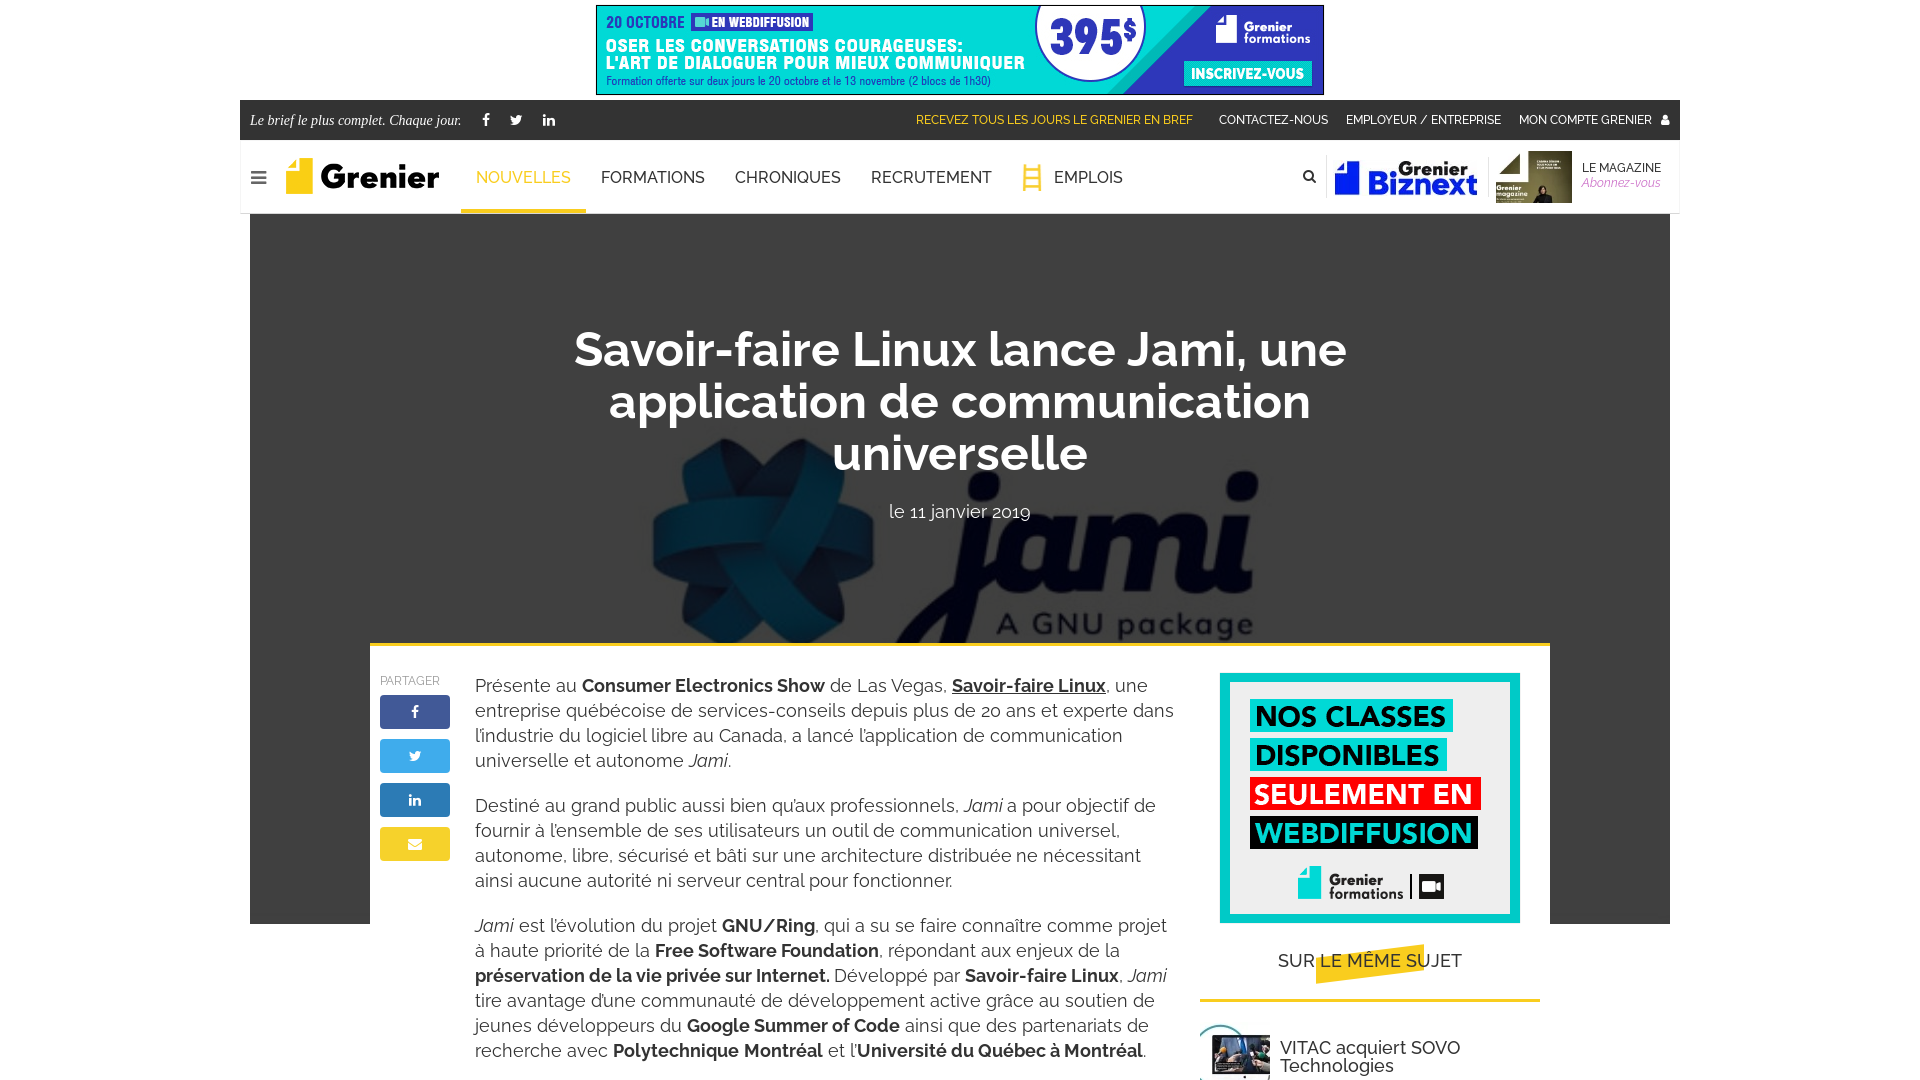 20 OCTOBRE EN WEBDIFFUSION
OSER LES CONVERSATIONS COURAGEUSES:
L'ART DE DIALOGUER POUR MIEUX COMMUNIQUER
Formation offerte sur deux jours le 20 octobre et le 13 novembre (2 blocs de 1h30)
395$
Grenier
formations
INSCRIVEZ-VOUS
Le brief le plus complet. Chaque jour.
RECEVEZ TOUS LES JOURS LE GRENIER EN BREF
CONTACTEZ-NOUS
EMPLOYEUR / ENTREPRISE
MON COMPTE GRENIER
Grenier
NOUVELLES
FORMATIONS
CHRONIQUES
RECRUTEMENT
EMPLOIS
Grenier
Biznext
Grenier
magazine
LE MAGAZINE
Abonnez-vous
Savoir-faire Linux lance Jami, une
application de communication
universelle
le 11 janvier 2019
jami
A GNU package
PARTAGER
Présente au Consumer Electronics Show de Las Vegas, Savoir-faire Linux, une
entreprise québécoise de services-conseils depuis plus de 20 ans et experte dans
l’industrie du logiciel libre au Canada, a lancé l’application de communication
universelle et autonome Jami.
Destiné au grand public aussi bien qu’aux professionnels, Jami a pour objectif de
fournir à l’ensemble de ses utilisateurs un outil de communication universel,
autonome, libre, sécurisé et bâti sur une architecture distribuée ne nécessitant
ainsi aucune autorité ni serveur central pour fonctionner.
Jami est l’évolution du projet GNU/Ring, qui a su se faire connaître comme projet
à haute priorité de la Free Software Foundation, répondant aux enjeux de la
préservation de la vie privée sur Internet. Développé par Savoir-faire Linux, Jami
tire avantage d’une communauté de développement active grâce au soutien de
jeunes développeurs du Google Summer of Code ainsi que des partenariats de
recherche avec Polytechnique Montréal et l’Université du Québec à Montréal.
NOS CLASSES
DISPONIBLES
SEULEMENT EN
WEBDIFFUSION
Grenier
formations
SUR LE MÊME SUJET
VITAC acquiert SOVO
Technologies